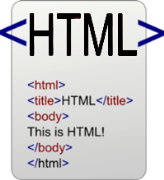 <HTML>
<html>
<title>HTML</title>
<body>
This is HTML!
</body>
</html>